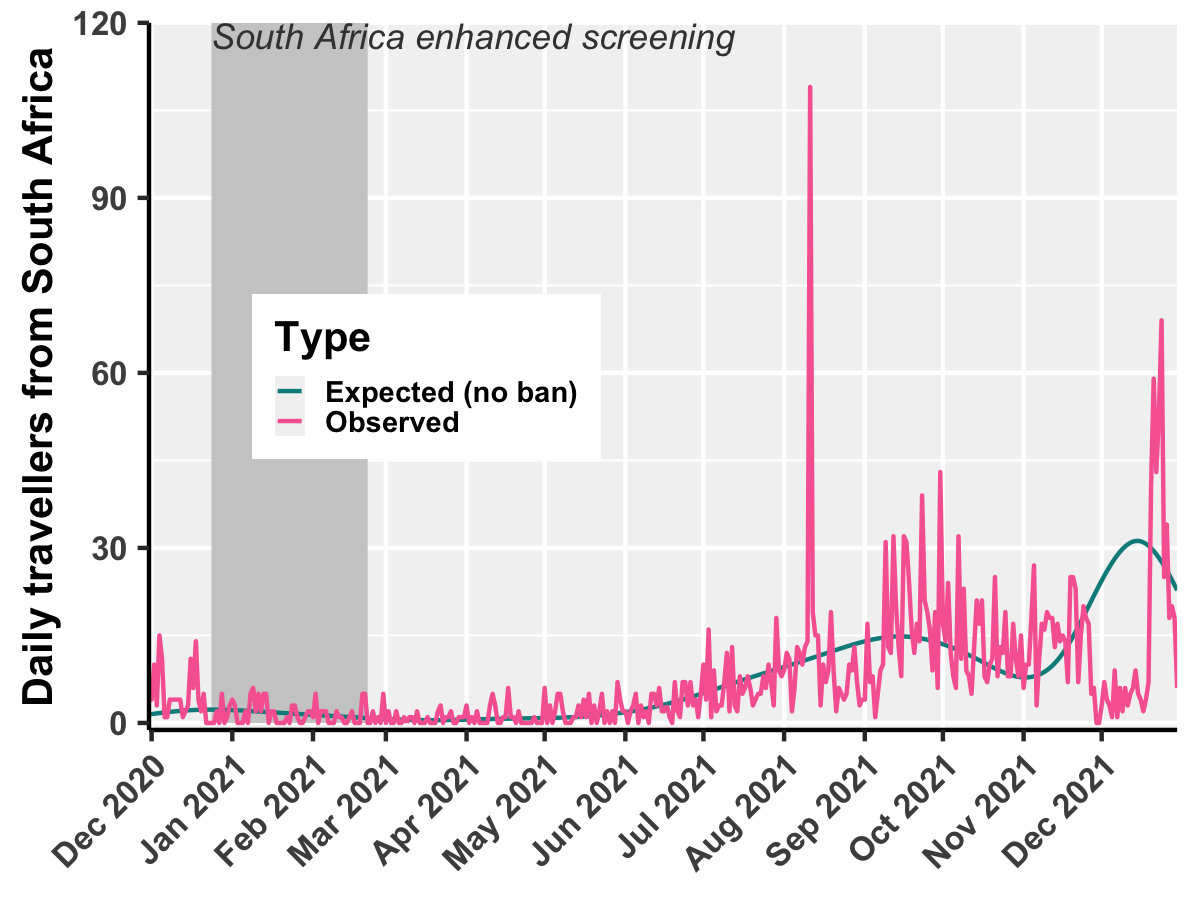 South Africa enhanced screening
Daily travellers from South Africa
120
90
60
30
0
Type
Expected (no ban)
Observed
Dec 2020
Jan 2021
Feb 2021
Mar 2021
Apr 2021
May 2021
Jun 2021
Jul 2021
Aug 2021
Sep 2021
Oct 2021
Nov 2021
Dec 2021